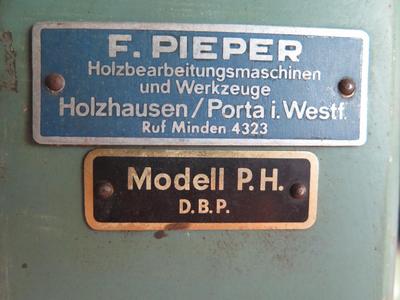 F. PIEPER
Holzbearbeitungsmaschinen
und Werkzeuge
Holzhausen/Porta i. Westf.
Ruf Minden 4323
Modell P.H.
D.B.P.